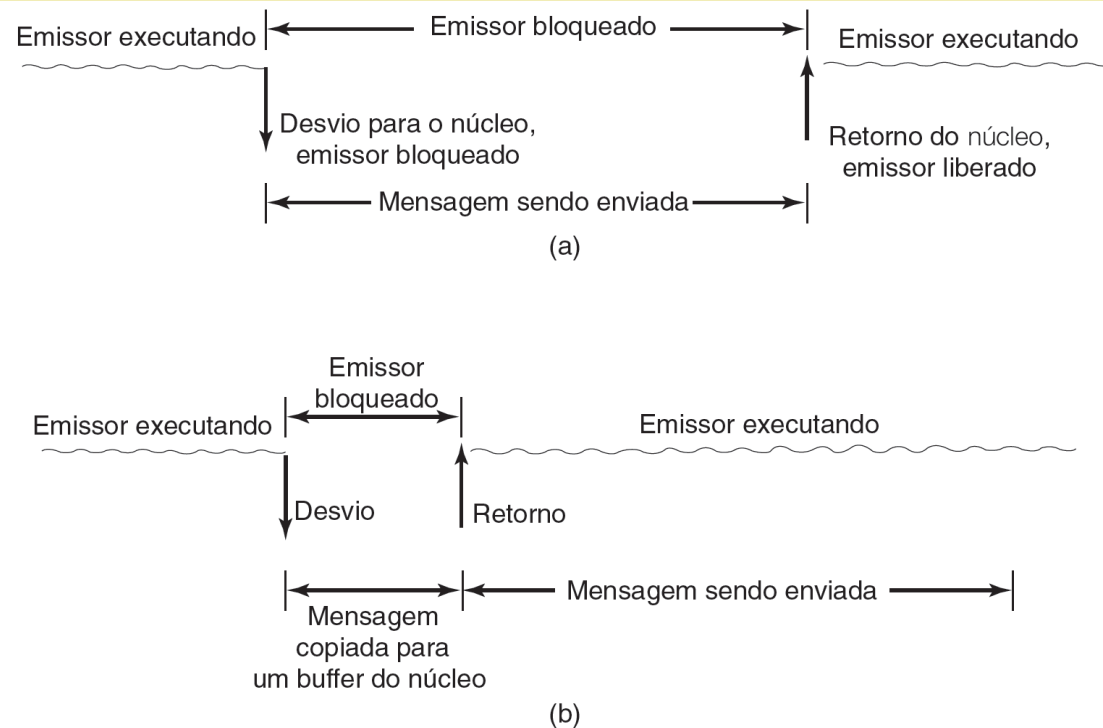 Emissor executando
Emissor bloqueado
Emissor executando
Desvio para o núcleo,
emissor bloqueado
Retorno do núcleo,
emissor liberado
Mensagem sendo enviada
(a)
Emissor
bloqueado
Emissor executando
Emissor executando
Desvio
Retorno
Mensagem sendo enviada
Mensagem
copiada para
um buffer do núcleo
(b)